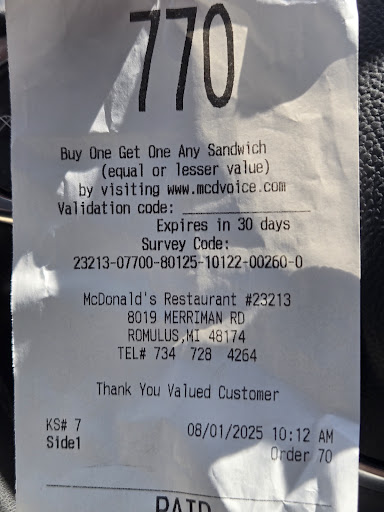 770
Buy One Get One Any Sandwich
(equal or lesser value)
by visiting www.mcdvoice.com
Validation code: ________________
Expires in 30 days
Survey Code:
23213-07700-80125-10122-00260-0
McDonald's Restaurant #23213
8019 MERRIMAN RD
ROMULUS,MI 48174
TEL# 734 728 4264
Thank You Valued Customer
KS# 7 08/01/2025 10:12 AM
Side1 Order 70
PAID